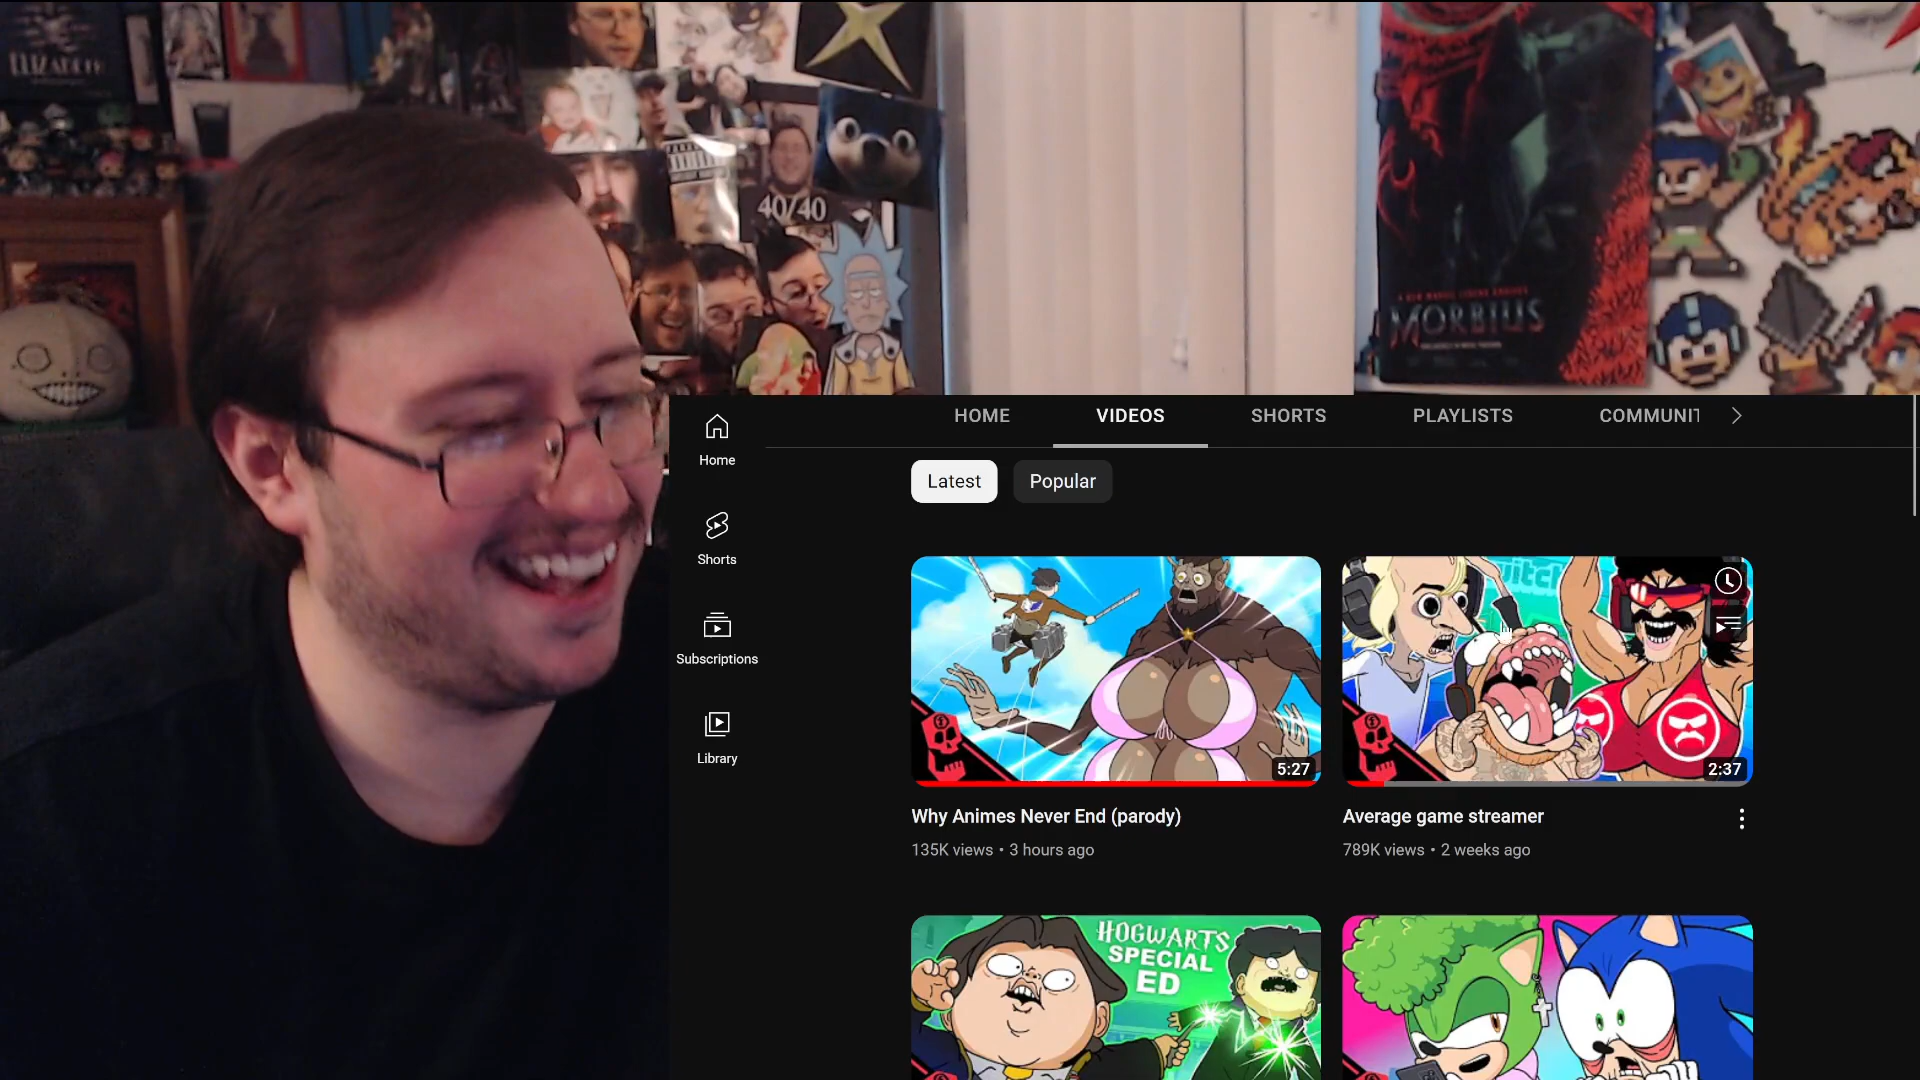 ELIZABETH
40/40
MORBIUS
HOME
VIDEOS
SHORTS
PLAYLISTS
COMMUNIT
Home
Latest
Popular
Shorts
Subscriptions
Library
5:27
2:37
Why Animes Never End (parody)
135K views • 3 hours ago
Average game streamer
789K views • 2 weeks ago
HOGWARTS
SPECIAL
ED